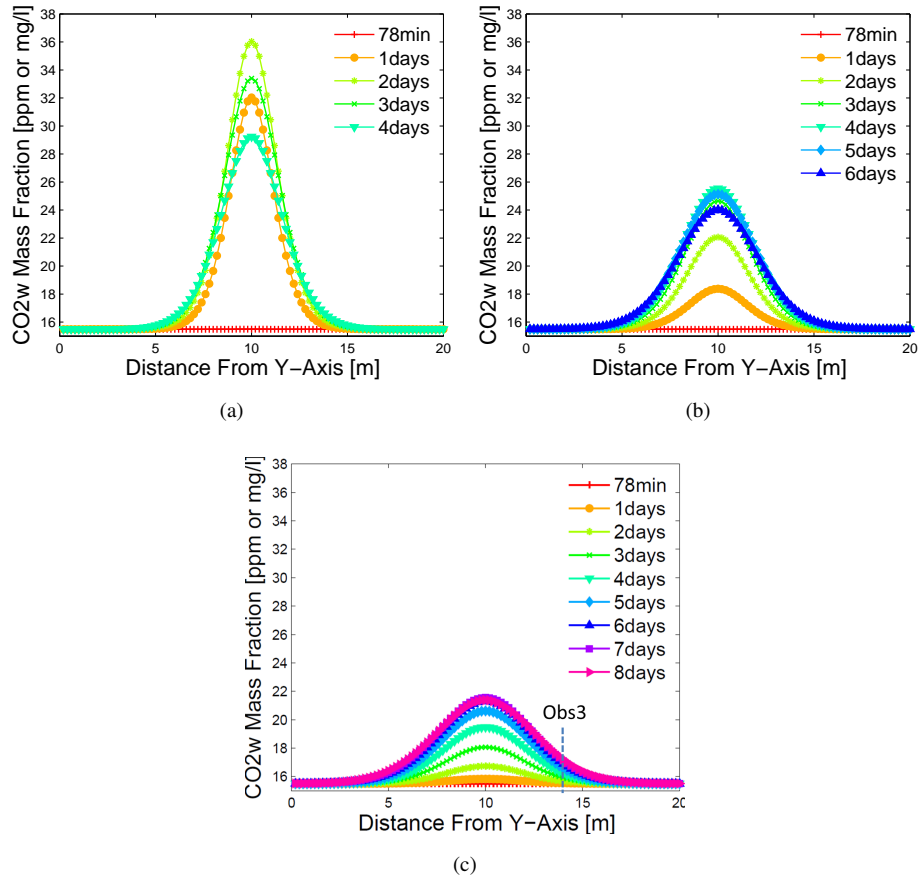 CO2w Mass Fraction [ppm or mg/l]
38
36
34
32
30
28
26
24
22
20
18
16
0 5 10 15 20
Distance From Y−Axis [m]
78min
1days
2days
3days
4days
(a)
CO2w Mass Fraction [ppm or mg/l]
38
36
34
32
30
28
26
24
22
20
18
16
0 5 10 15 20
Distance From Y−Axis [m]
78min
1days
2days
3days
4days
5days
6days
(b)
CO2w Mass Fraction [ppm or mg/l]
38
36
34
32
30
28
26
24
22
20
18
16
0 5 10 15 20
Distance From Y−Axis [m]
78min
1days
2days
3days
4days
5days
6days
7days
8days
Obs3
(c)